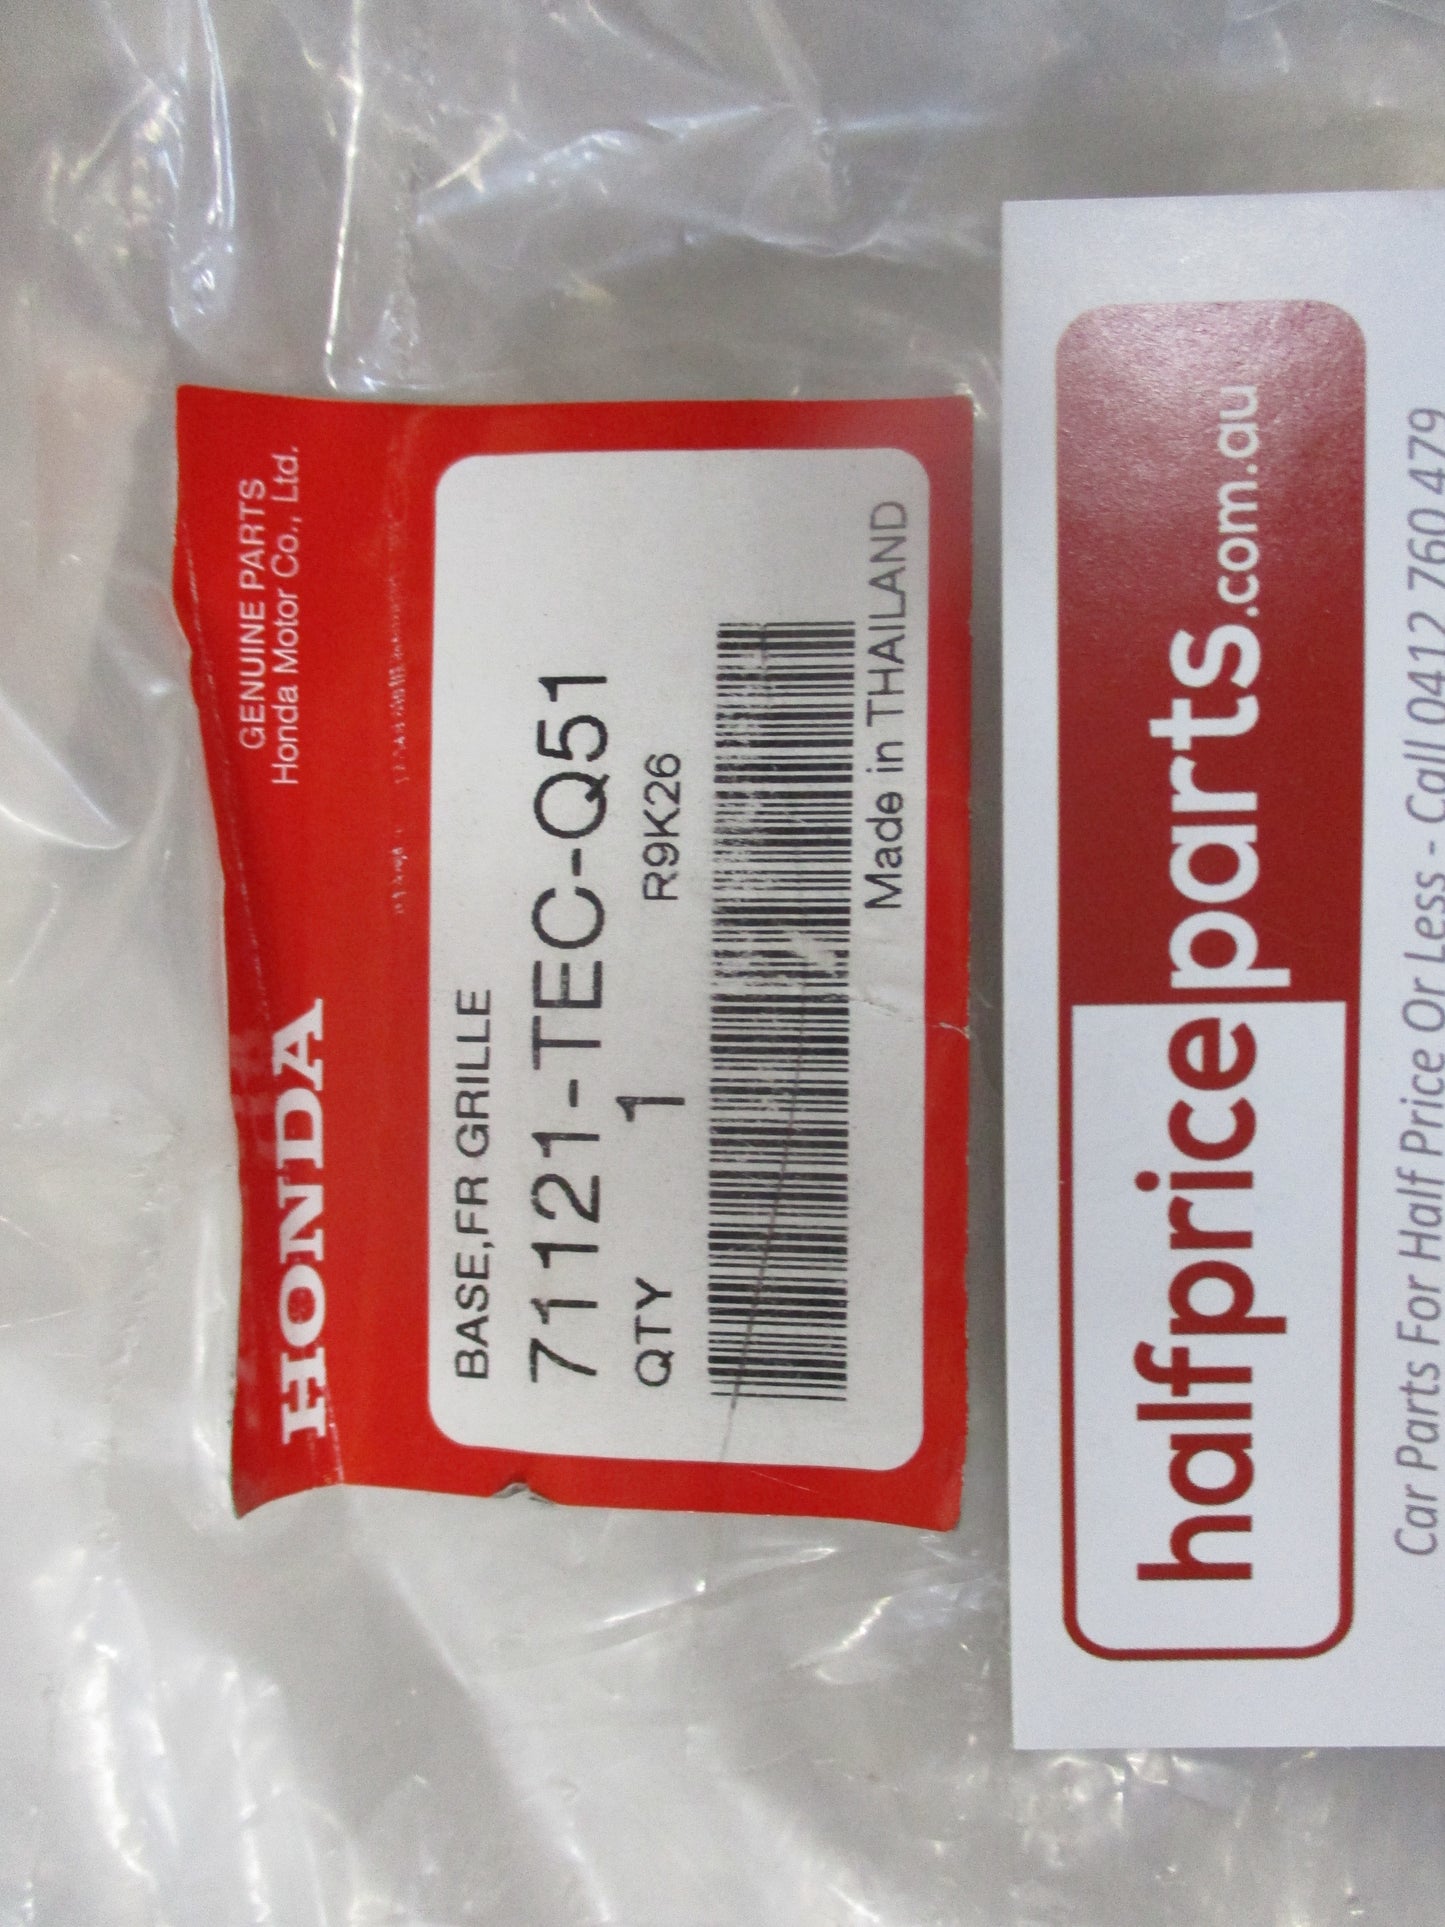 HONDA
GENUINE PARTS
Honda Motor Co., Ltd.
BASE,FR GRILLE
71121-TEC-Q51
QTY 1 R9K26
Made in THAILAND
halfpriceparts.com.au
Car Parts For Half Price Or Less - Call 0412 760 479